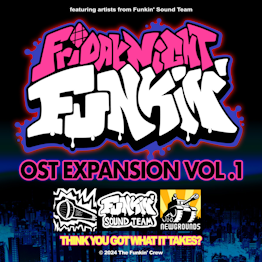 featuring artists from Funkin' Sound Team
FRIDAY NIGHT
FUNKIN'
OST EXPANSION VOL .1
FUNKIN'
SOUND TEAM
NEWGROUNDS
THINK YOU GOT WHAT IT TAKES?
© 2024 The Funkin' Crew